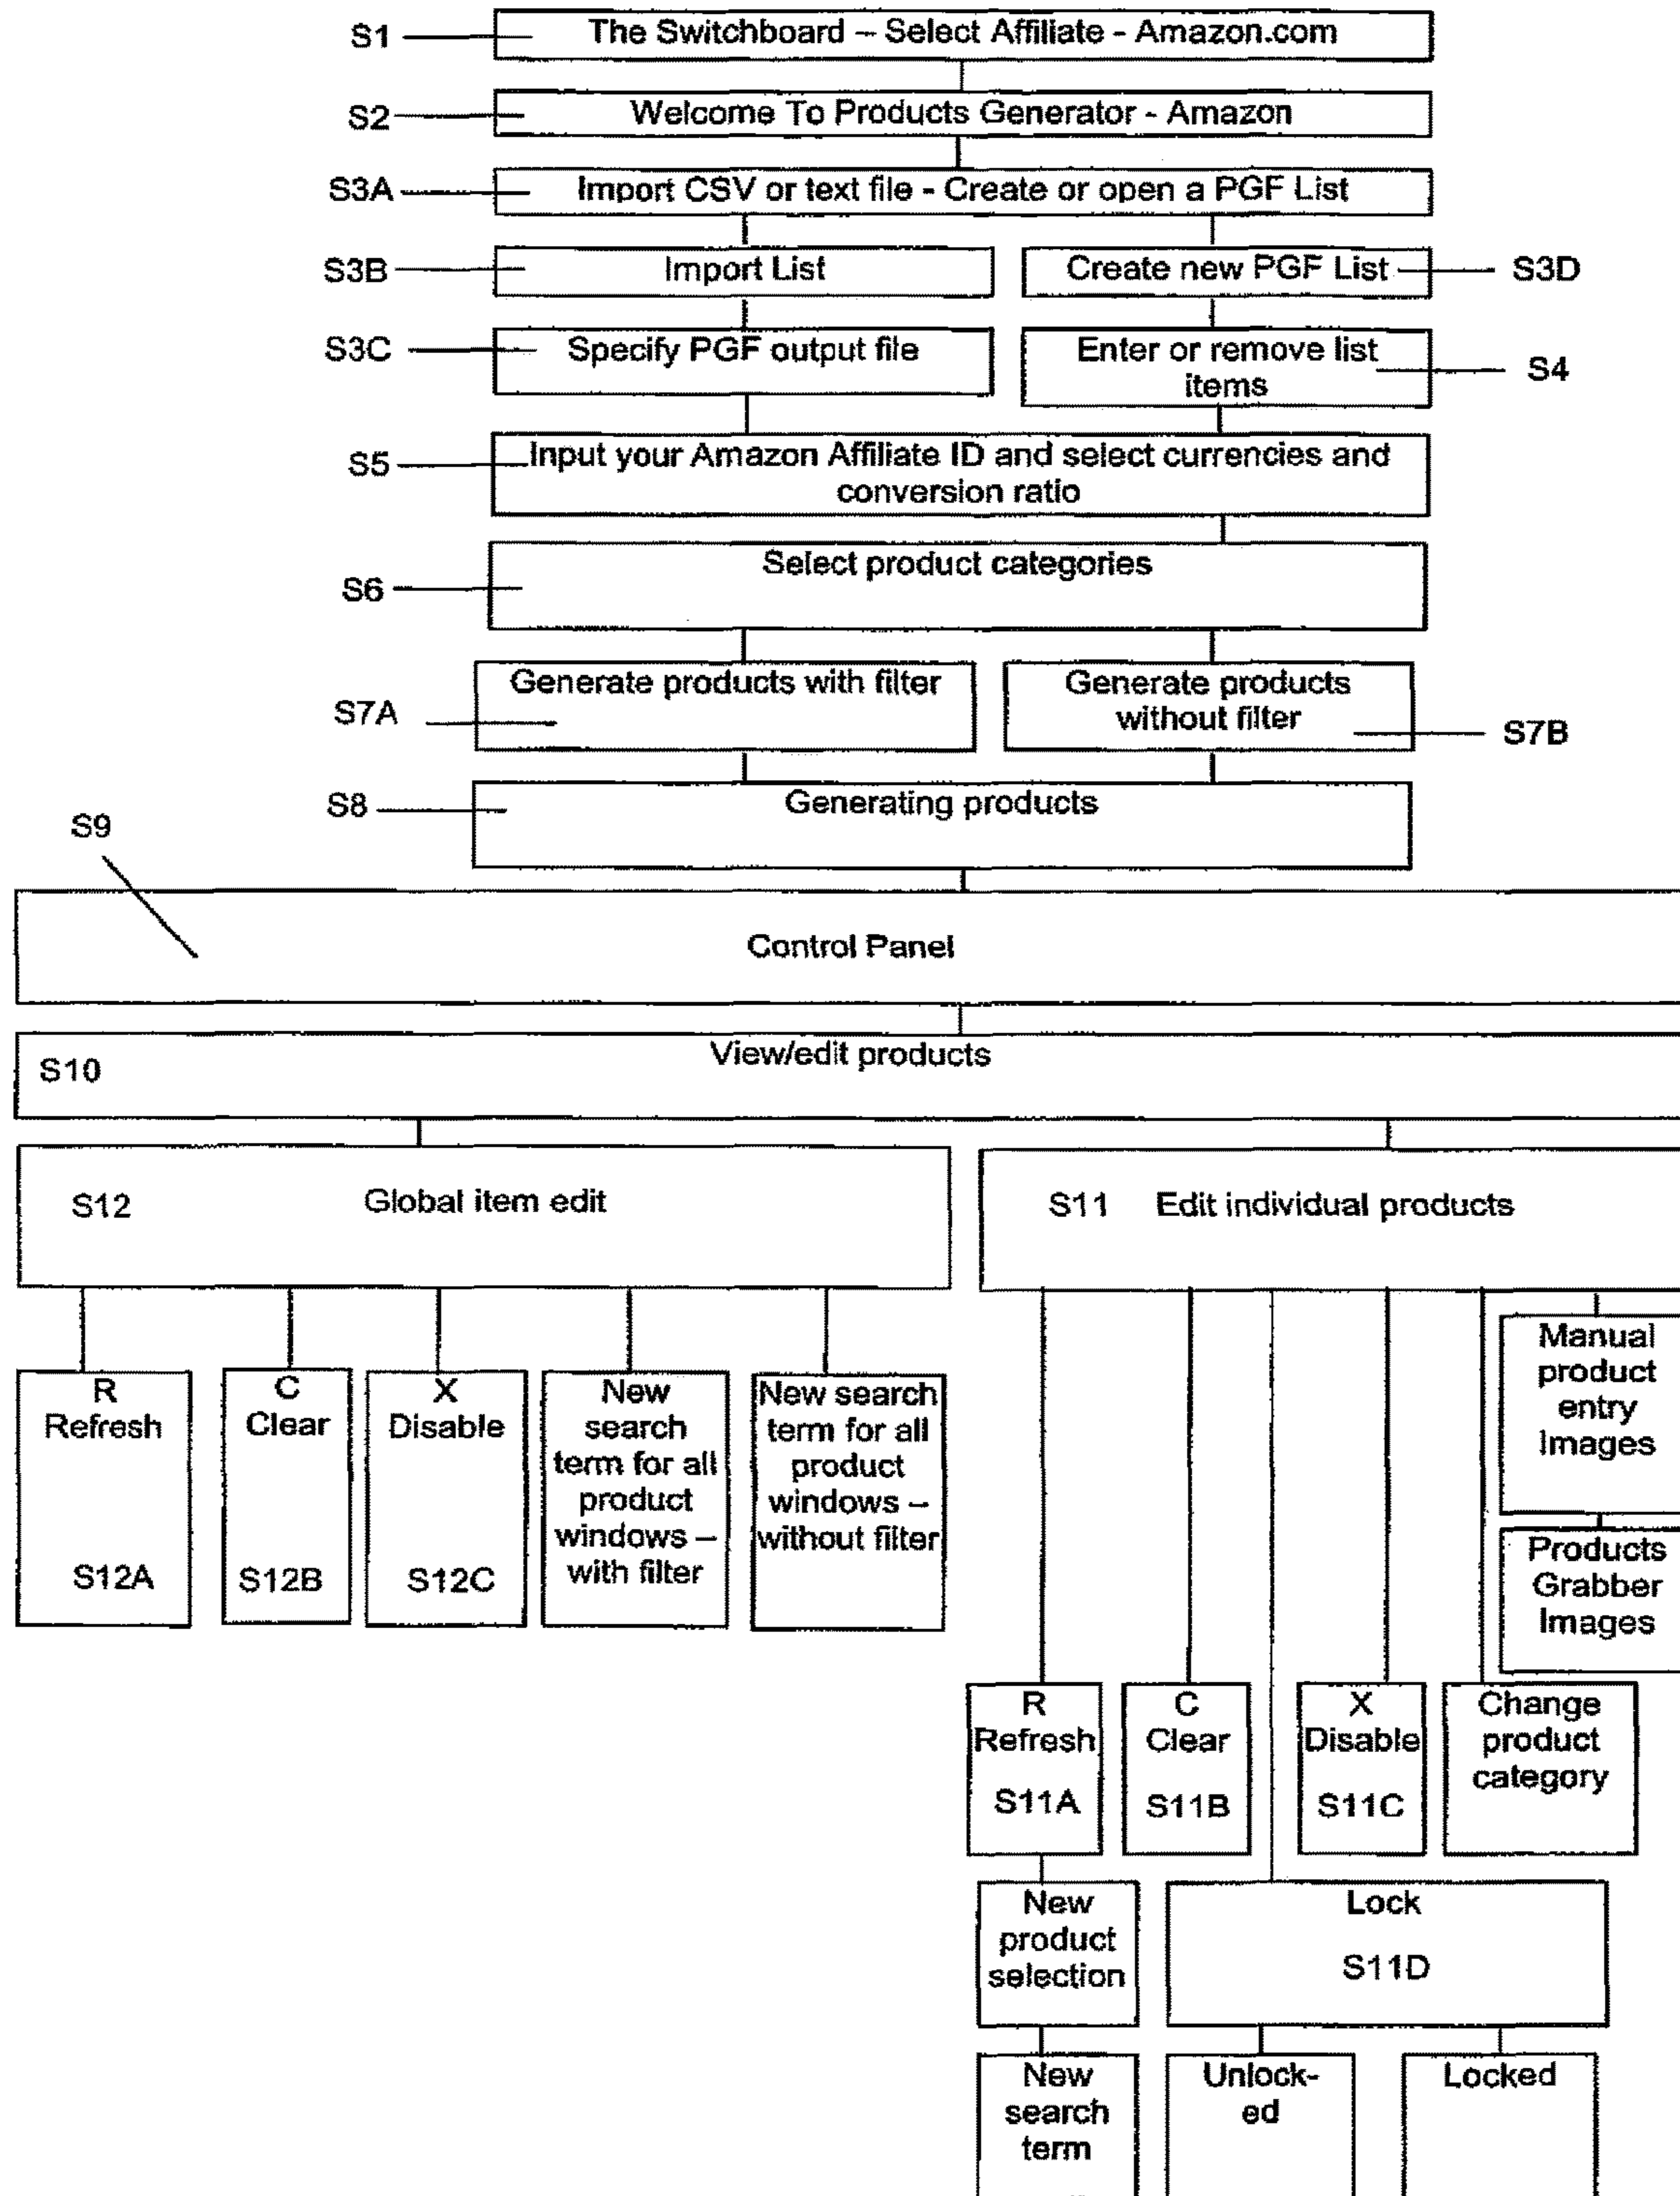 S1
The Switchboard – Select Affiliate - Amazon.com
S2
Welcome To Products Generator - Amazon
S3A
Import CSV or text file - Create or open a PGF List
S3B
Import List
Create new PGF List
S3D
S3C
Specify PGF output file
Enter or remove list
items
S4
S5
Input your Amazon Affiliate ID and select currencies and
conversion ratio
S6
Select product categories
S7A
Generate products with filter
Generate products
without filter
S7B
S8
Generating products
S9
Control Panel
S10
View/edit products
S12
Global item edit
S11
Edit individual products
R
Refresh
S12A
C
Clear
S12B
X
Disable
S12C
New
search
term for all
product
windows –
with filter
New search
term for all
product
windows –
without filter
Manual
product
entry
Images
Products
Grabber
Images
R
Refresh
S11A
C
Clear
S11B
X
Disable
S11C
Change
product
category
New
product
selection
Lock
S11D
New
search
term
Unlock-
ed
Locked